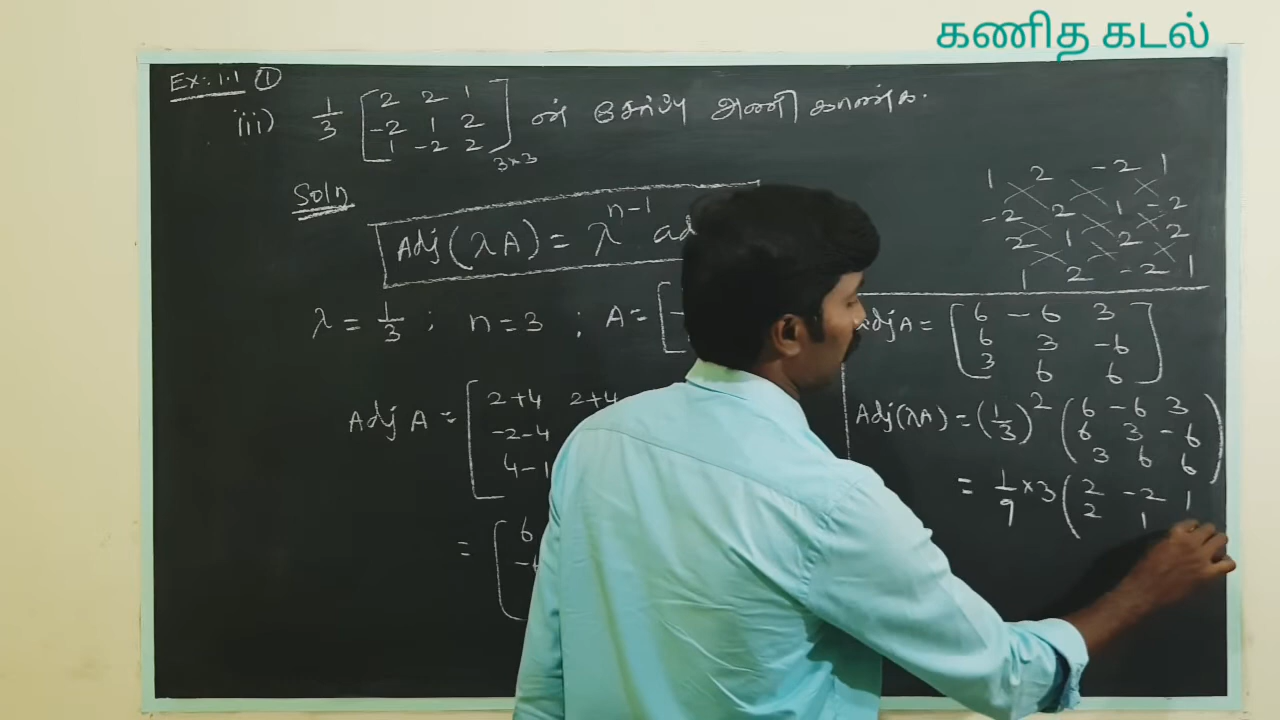 கணித கடல்
Ex:1.1 ①
iii) 1/3 [2 2 1
-2 1 2
1 -2 2]3×3 ன் சேர்ப்பு அணி காண்க.
Soln
Adj(λA) = λ^n-1 ad
λ = 1/3 ; n = 3 ; A = [
Adj A = [2+4 2+4
-2-4
4-1
= [6
1 2 -2 1
-2 2 1 -2
2 1 2 2
1 2 -2 1
adj A = [6 -6 3
6 3 -6
3 6 6]
Adj(λA) = (1/3)^2 (6 -6 3
6 3 -6
3 6 6)
= 1/9 × 3 (2 -2 1
2 1